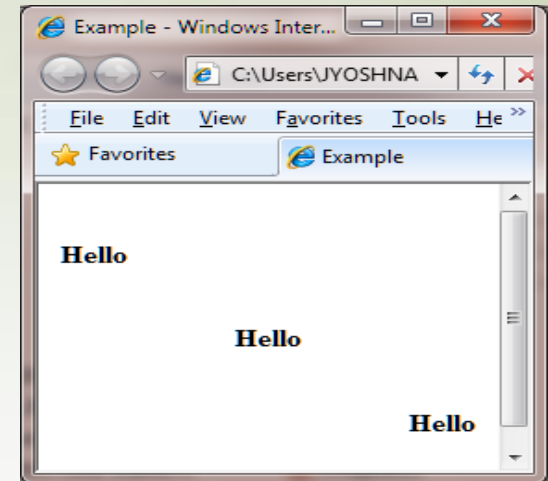 Example - Windows Inter...
C:\Users\JYOSHNA
File Edit View Favorites Tools He »
Favorites Example
Hello
Hello
Hello